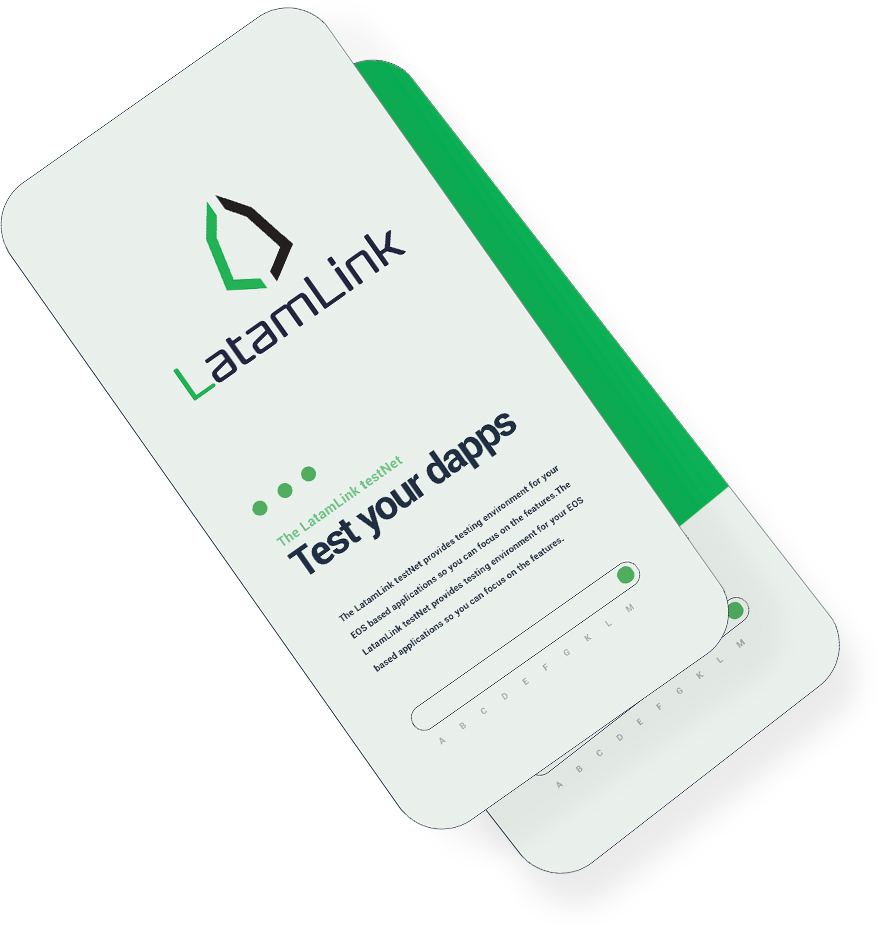 LatamLink
The LatamLink testNet
Test your dapps
The LatamLink testNet provides testing environment for your
EOS based applications so you can focus on the features.The
LatamLink testNet provides testing environment for your EOS
based applications so you can focus on the features.
A B C D E F G K L M
A B C D E F G K L M